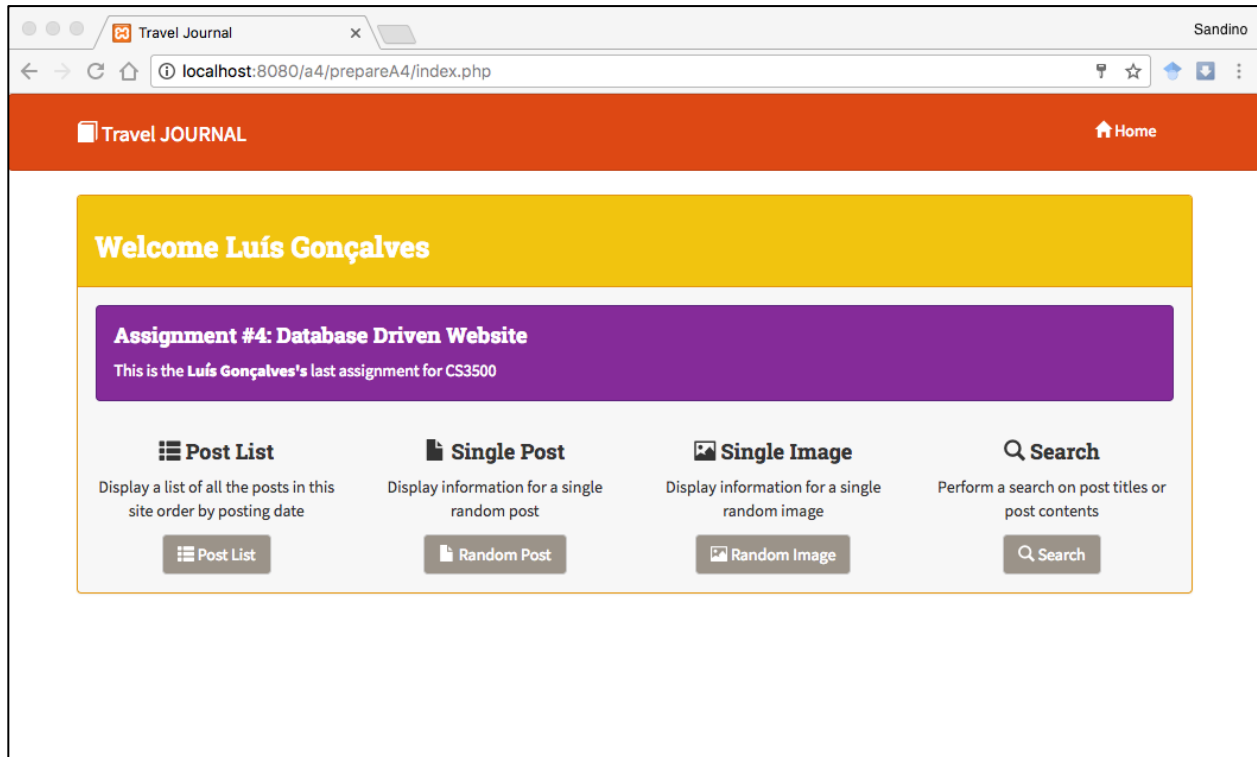 Travel Journal
Sandino
localhost:8080/a4/prepareA4/index.php
Travel JOURNAL
Home
Welcome Luís Gonçalves
Assignment #4: Database Driven Website
This is the Luís Gonçalves's last assignment for CS3500
Post List
Display a list of all the posts in this
site order by posting date
Post List
Single Post
Display information for a single
random post
Random Post
Single Image
Display information for a single
random image
Random Image
Search
Perform a search on post titles or
post contents
Search